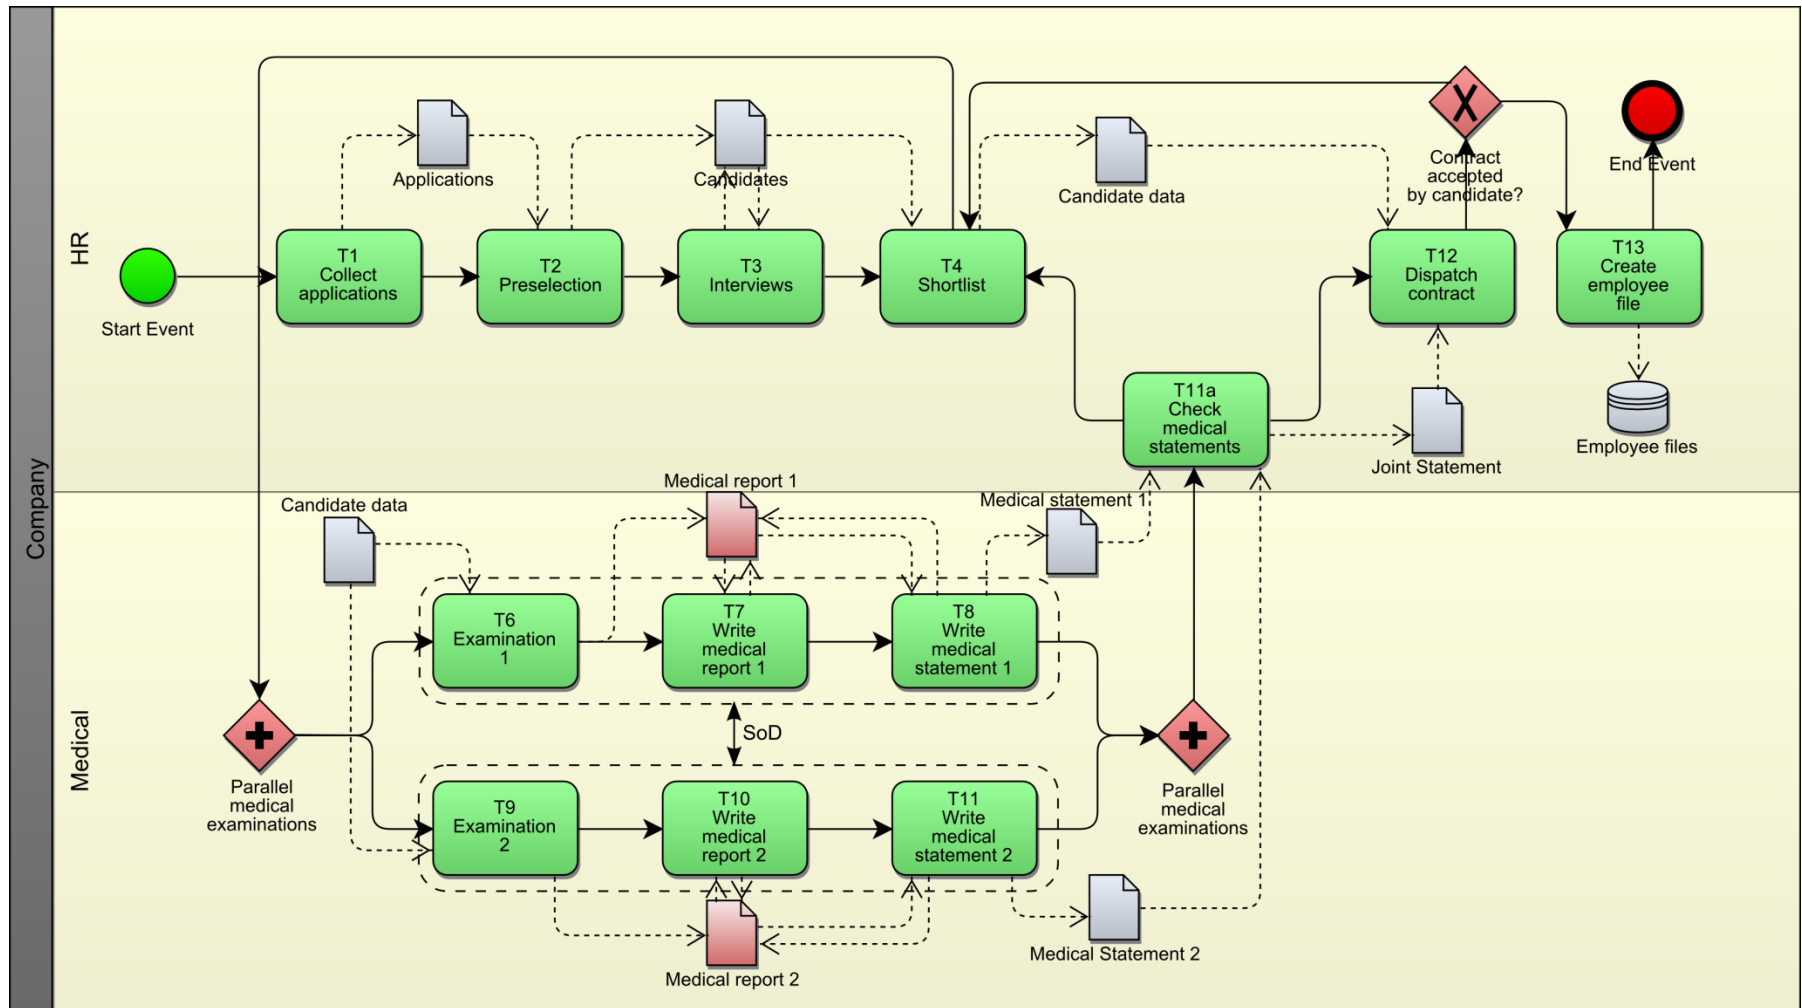 Company
HR
Start Event
T1
Collect
applications
Applications
T2
Preselection
Candidates
T3
Interviews
T4
Shortlist
Candidate data
Contract
accepted
by candidate?
End Event
T12
Dispatch
contract
T13
Create
employee
file
T11a
Check
medical
statements
Joint Statement
Employee files
Medical
Candidate data
Medical report 1
Medical statement 1
T6
Examination
1
T7
Write
medical
report 1
T8
Write
medical
statement 1
Parallel
medical
examinations
SoD
Parallel
medical
examinations
T9
Examination
2
T10
Write
medical
report 2
T11
Write
medical
statement 2
Medical report 2
Medical Statement 2